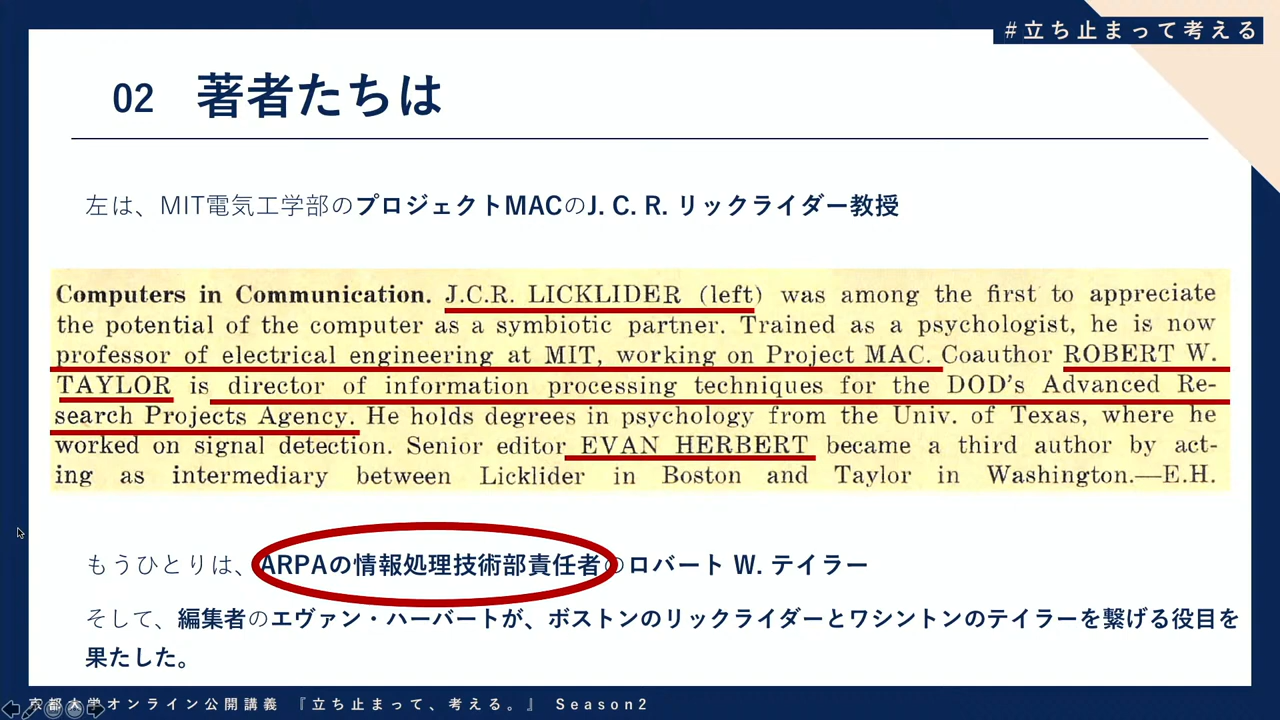 #立ち止まって考える
02 著者たちは
左は、MIT電気工学部のプロジェクトMACのJ. C. R. リックライダー教授
Computers in Communication. J.C.R. LICKLIDER (left) was among the first to appreciate
the potential of the computer as a symbiotic partner. Trained as a psychologist, he is now
professor of electrical engineering at MIT, working on Project MAC. Coauthor ROBERT W.
TAYLOR is director of information processing techniques for the DOD's Advanced Re-
search Projects Agency. He holds degrees in psychology from the Univ. of Texas, where he
worked on signal detection. Senior editor EVAN HERBERT became a third author by act-
ing as intermediary between Licklider in Boston and Taylor in Washington.—E.H.
もうひとりは、ARPAの情報処理技術部責任者のロバート W. テイラー
そして、編集者のエヴァン・ハーバートが、ボストンのリックライダーとワシントンのテイラーを繋げる役目を
果たした。
京都大学オンライン公開講義 『立ち止まって、考える。』 Season2